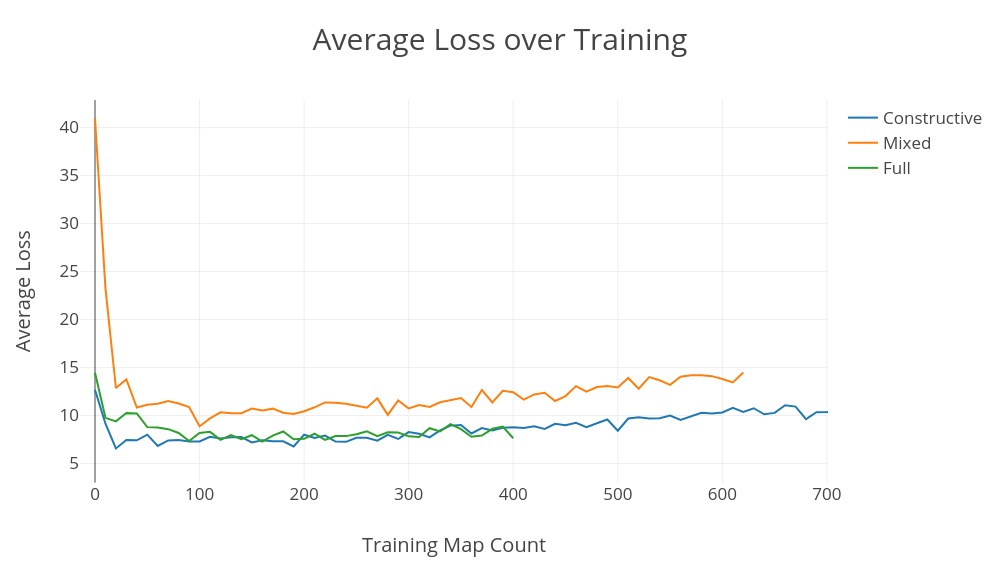 Average Loss over Training
Average Loss
40
35
30
25
20
15
10
5
0 100 200 300 400 500 600 700
Training Map Count
Constructive
Mixed
Full